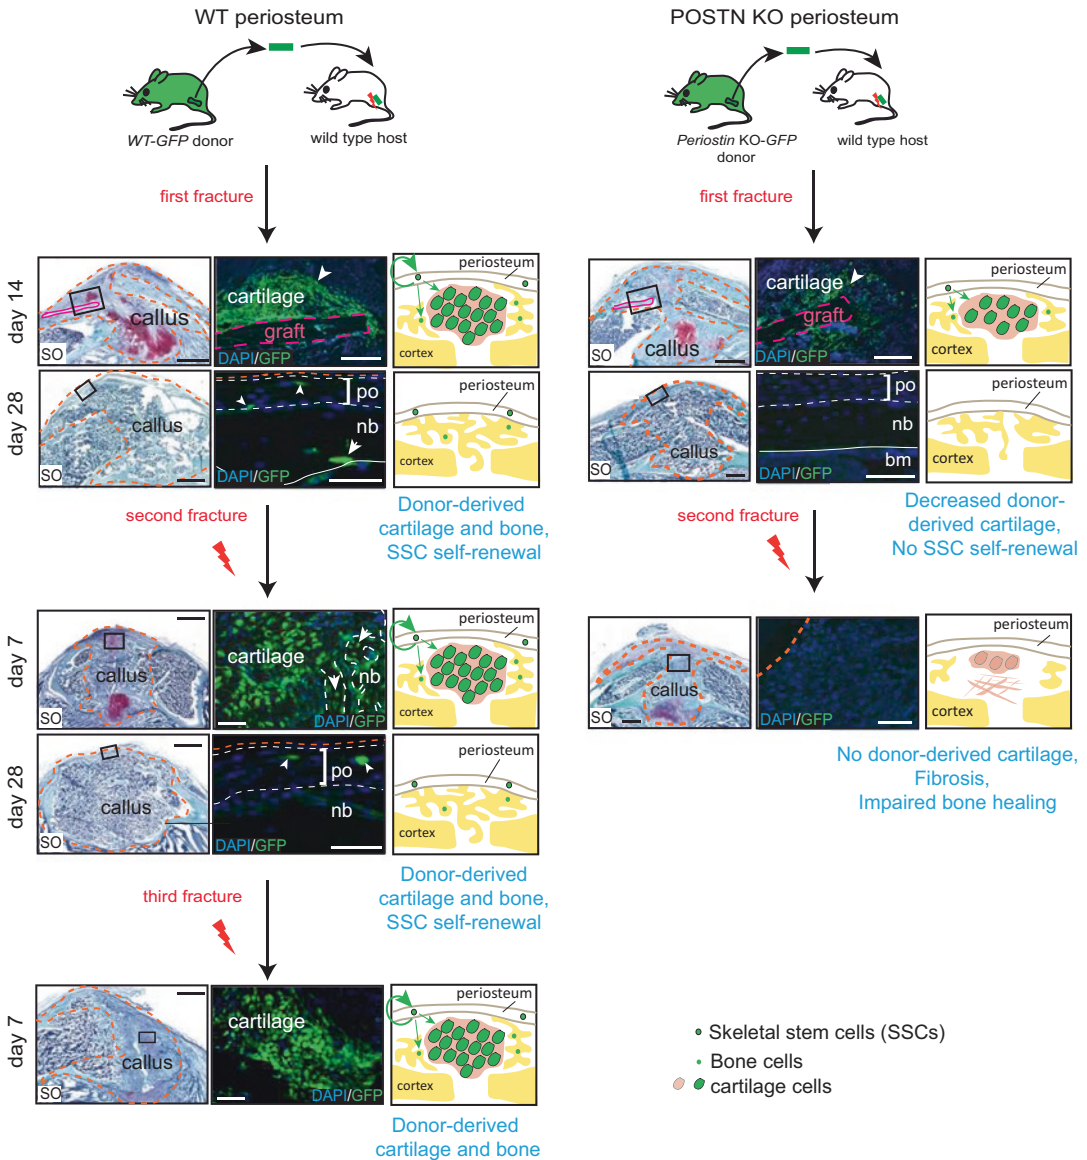 WT periosteum
WT-GFP donor
wild type host
first fracture
day 14
callus
SO
cartilage
graft
DAPI/GFP
periosteum
cortex
day 28
callus
SO
po
nb
DAPI/GFP
periosteum
cortex
Donor-derived
cartilage and bone,
SSC self-renewal
second fracture
day 7
callus
SO
cartilage
nb
DAPI/GFP
periosteum
cortex
day 28
callus
SO
po
nb
DAPI/GFP
periosteum
cortex
Donor-derived
cartilage and bone,
SSC self-renewal
third fracture
day 7
callus
SO
cartilage
DAPI/GFP
periosteum
cortex
Donor-derived
cartilage and bone
POSTN KO periosteum
Periostin KO-GFP
donor
wild type host
first fracture
callus
SO
cartilage
graft
DAPI/GFP
periosteum
cortex
callus
SO
po
nb
bm
DAPI/GFP
periosteum
cortex
Decreased donor-
derived cartilage,
No SSC self-renewal
second fracture
callus
SO
DAPI/GFP
periosteum
cortex
No donor-derived cartilage,
Fibrosis,
Impaired bone healing
Skeletal stem cells (SSCs)
Bone cells
cartilage cells